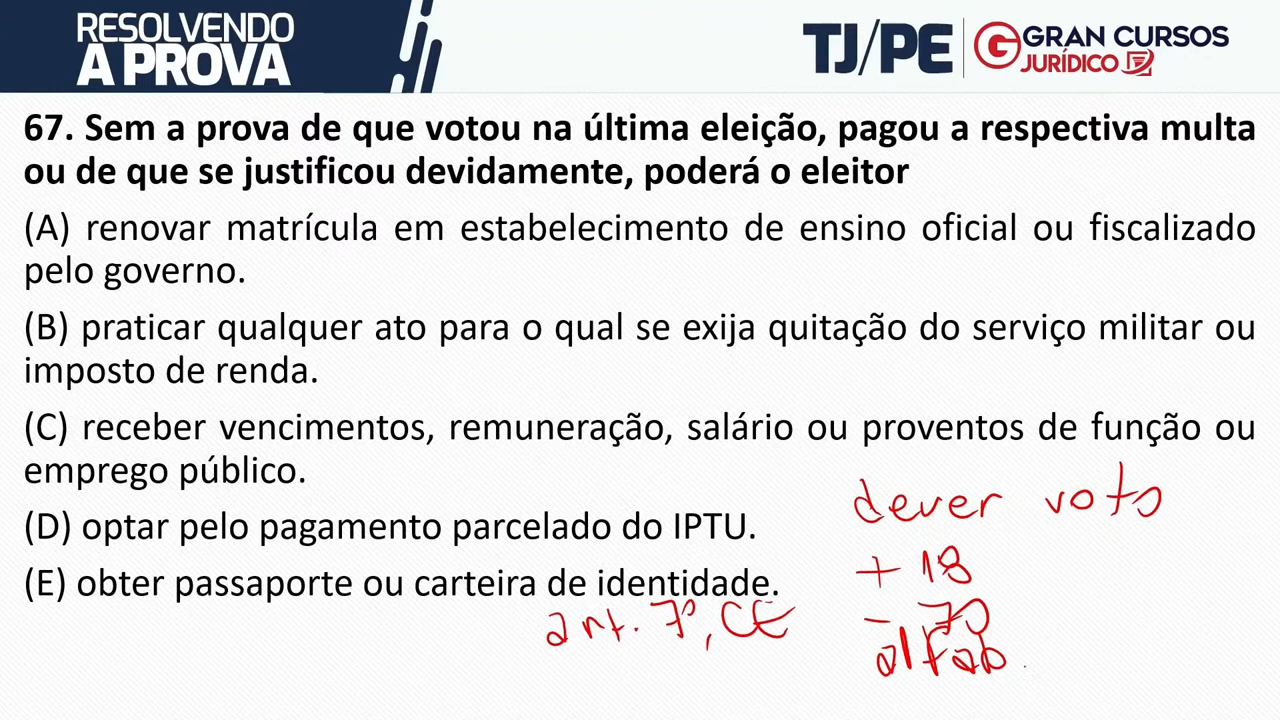 RESOLVENDO
A PROVA
TJ/PE
GRAN CURSOS
JURÍDICO
67. Sem a prova de que votou na última eleição, pagou a respectiva multa
ou de que se justificou devidamente, poderá o eleitor
(A) renovar matrícula em estabelecimento de ensino oficial ou fiscalizado
pelo governo.
(B) praticar qualquer ato para o qual se exija quitação do serviço militar ou
imposto de renda.
(C) receber vencimentos, remuneração, salário ou proventos de função ou
emprego público.
(D) optar pelo pagamento parcelado do IPTU.
(E) obter passaporte ou carteira de identidade.
dever voto
+ 18
- 70
alfab
art. 7º, CE